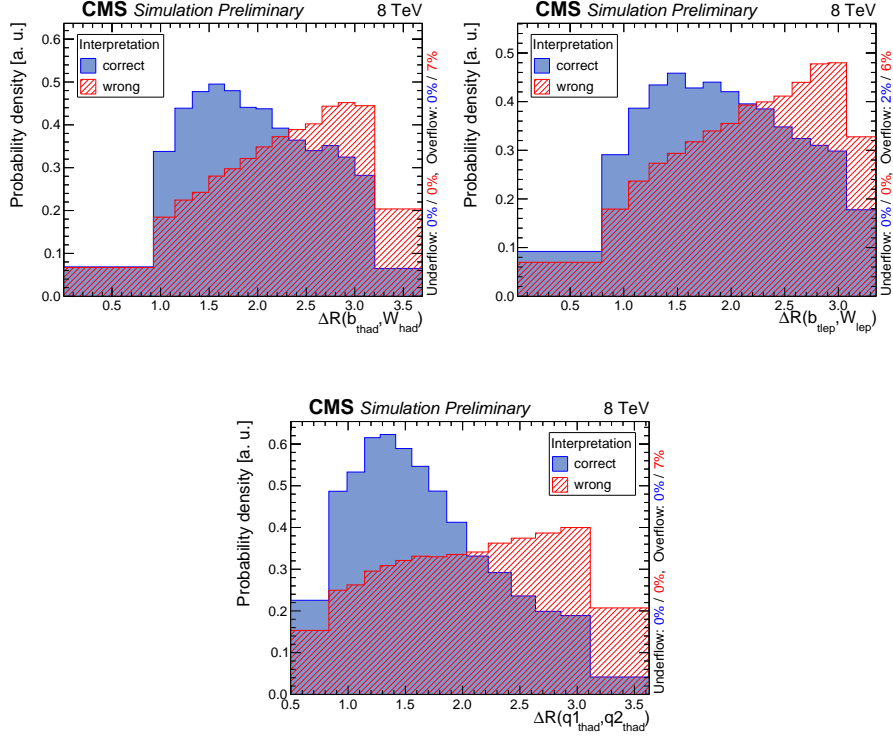 CMS Simulation Preliminary 8 TeV
Probability density [a. u.]
0.6
0.5
0.4
0.3
0.2
0.1
0.0
Interpretation
correct
wrong
0.5 1.0 1.5 2.0 2.5 3.0 3.5
ΔR(b_thad,W_had)
Underflow: 0% / 0%, Overflow: 0% / 7%
CMS Simulation Preliminary 8 TeV
Probability density [a. u.]
0.5
0.4
0.3
0.2
0.1
0.0
Interpretation
correct
wrong
0.5 1.0 1.5 2.0 2.5 3.0
ΔR(b_tlep,W_lep)
Underflow: 0% / 0%, Overflow: 2% / 6%
CMS Simulation Preliminary 8 TeV
Probability density [a. u.]
0.6
0.5
0.4
0.3
0.2
0.1
0.0
Interpretation
correct
wrong
0.5 1.0 1.5 2.0 2.5 3.0 3.5
ΔR(q1_thad,q2_thad)
Underflow: 0% / 0%, Overflow: 0% / 7%